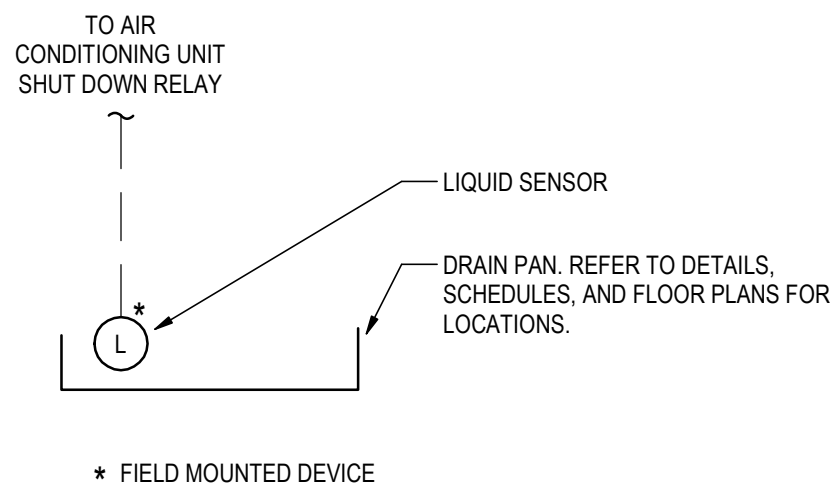 TO AIR
CONDITIONING UNIT
SHUT DOWN RELAY
LIQUID SENSOR
DRAIN PAN. REFER TO DETAILS,
SCHEDULES, AND FLOOR PLANS FOR
LOCATIONS.
*
L
* FIELD MOUNTED DEVICE